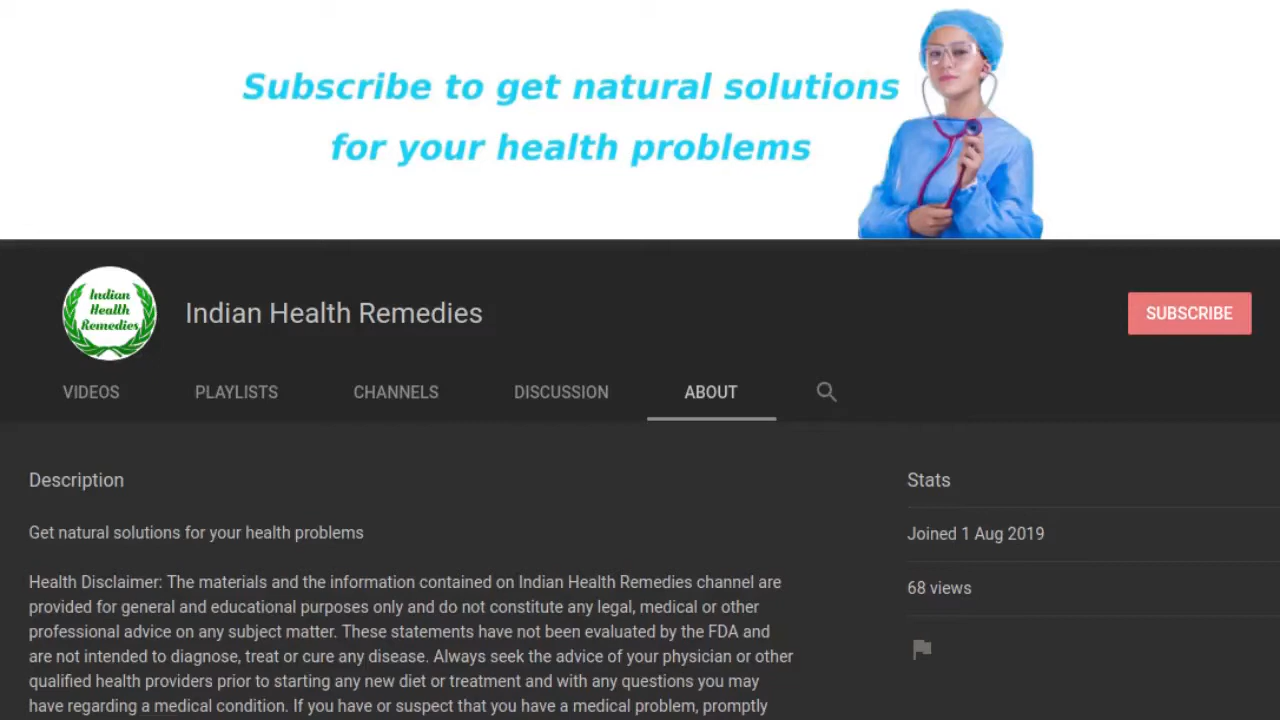 Subscribe to get natural solutions
for your health problems
Indian
Health
Remedies
Indian Health Remedies
SUBSCRIBE
VIDEOS PLAYLISTS CHANNELS DISCUSSION ABOUT
Description
Get natural solutions for your health problems
Health Disclaimer: The materials and the information contained on Indian Health Remedies channel are
provided for general and educational purposes only and do not constitute any legal, medical or other
professional advice on any subject matter. These statements have not been evaluated by the FDA and
are not intended to diagnose, treat or cure any disease. Always seek the advice of your physician or other
qualified health providers prior to starting any new diet or treatment and with any questions you may
have regarding a medical condition. If you have or suspect that you have a medical problem, promptly
Stats
Joined 1 Aug 2019
68 views